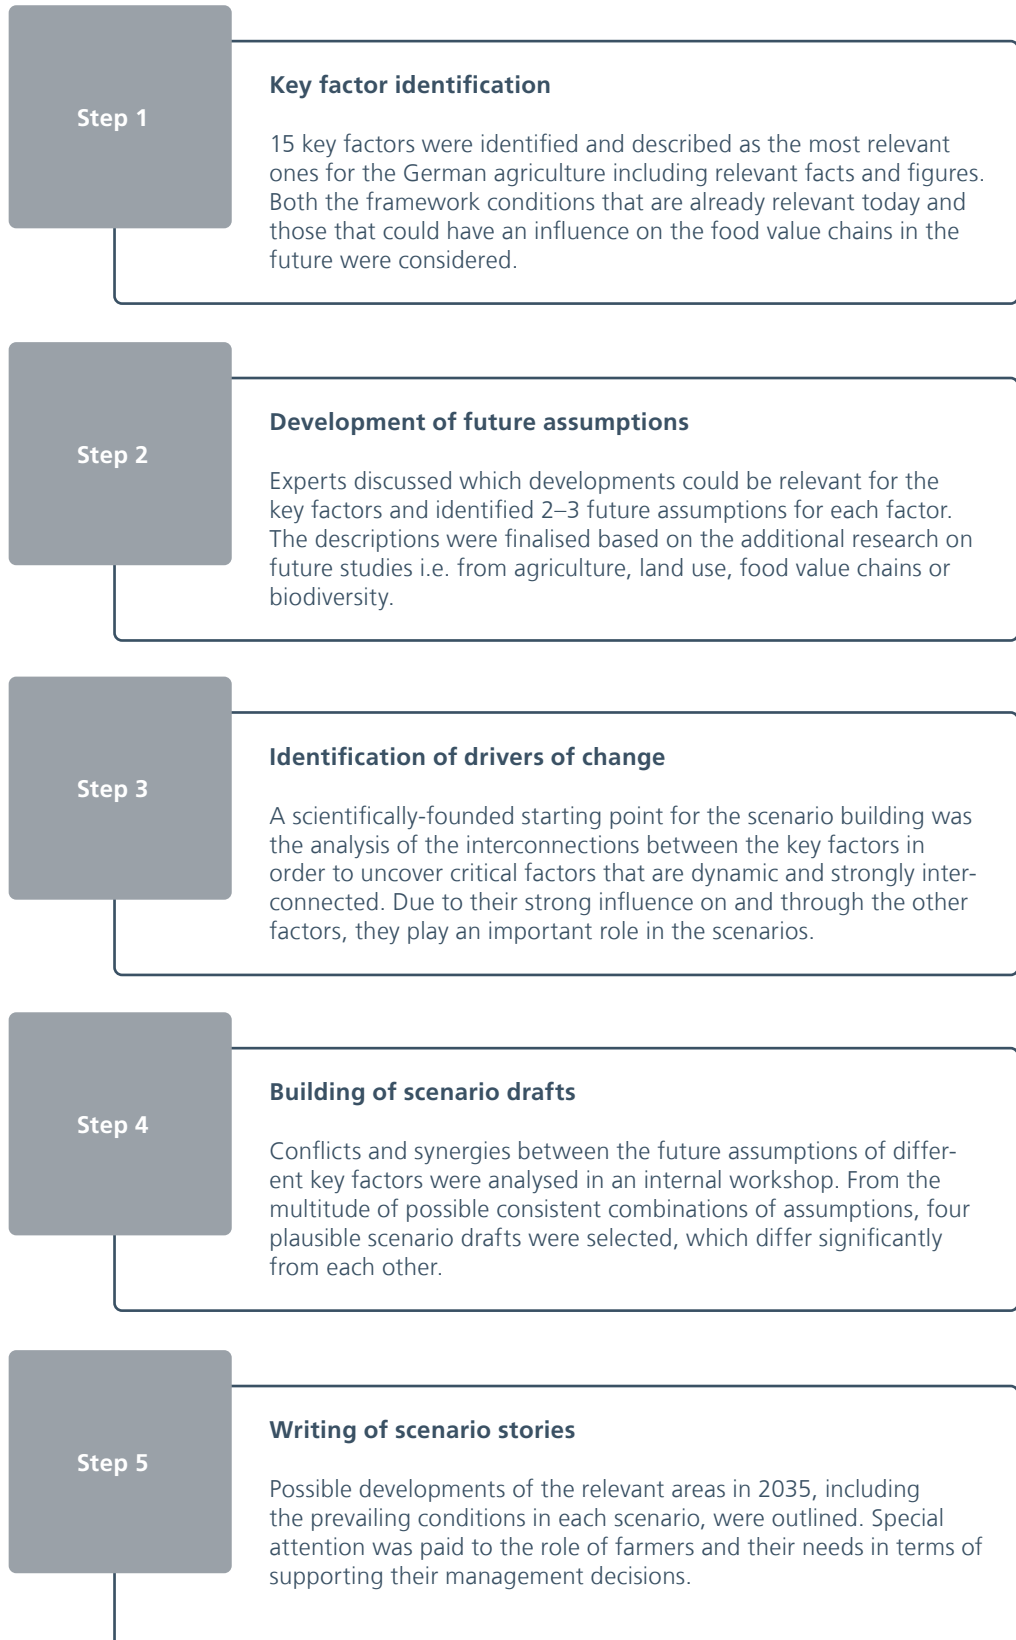 Step 1
Key factor identification
15 key factors were identified and described as the most relevant
ones for the German agriculture including relevant facts and figures.
Both the framework conditions that are already relevant today and
those that could have an influence on the food value chains in the
future were considered.
Step 2
Development of future assumptions
Experts discussed which developments could be relevant for the
key factors and identified 2–3 future assumptions for each factor.
The descriptions were finalised based on the additional research on
future studies i.e. from agriculture, land use, food value chains or
biodiversity.
Step 3
Identification of drivers of change
A scientifically-founded starting point for the scenario building was
the analysis of the interconnections between the key factors in
order to uncover critical factors that are dynamic and strongly inter-
connected. Due to their strong influence on and through the other
factors, they play an important role in the scenarios.
Step 4
Building of scenario drafts
Conflicts and synergies between the future assumptions of differ-
ent key factors were analysed in an internal workshop. From the
multitude of possible consistent combinations of assumptions, four
plausible scenario drafts were selected, which differ significantly
from each other.
Step 5
Writing of scenario stories
Possible developments of the relevant areas in 2035, including
the prevailing conditions in each scenario, were outlined. Special
attention was paid to the role of farmers and their needs in terms of
supporting their management decisions.